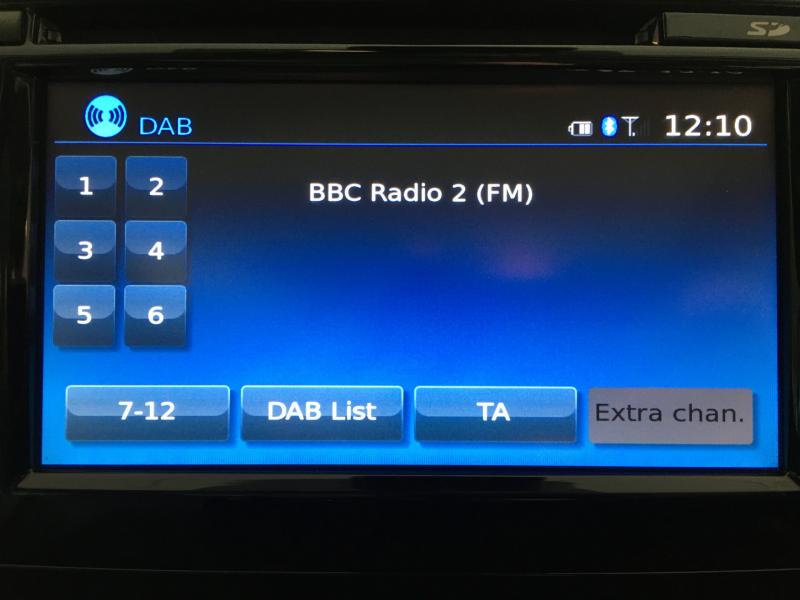 SD
DAB
12:10
1 2
BBC Radio 2 (FM)
3 4
5 6
7-12 DAB List TA Extra chan.